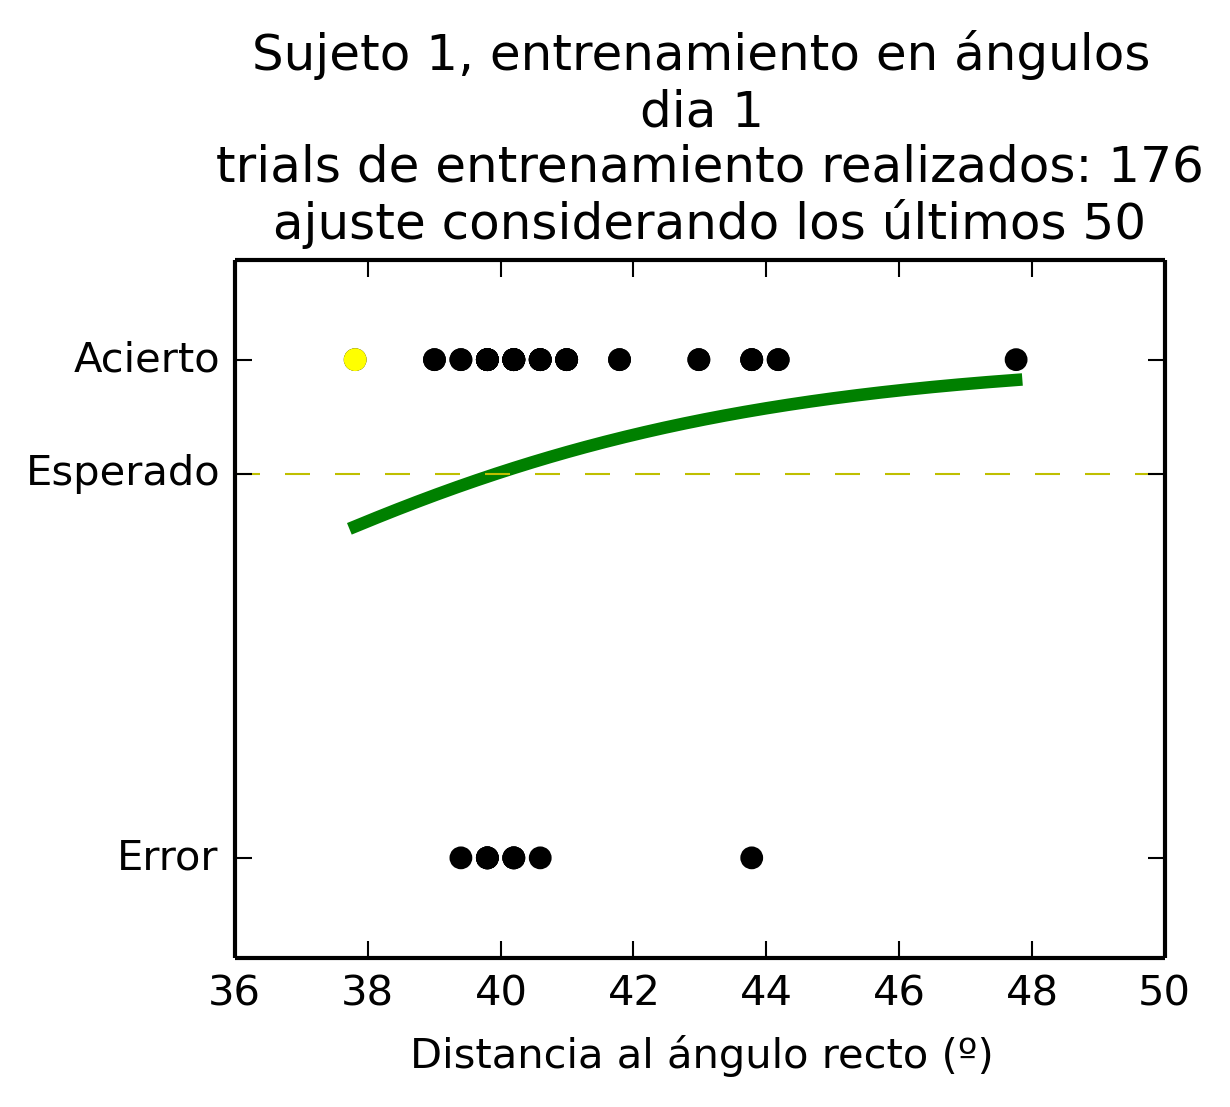 Sujeto 1, entrenamiento en ángulos
dia 1
trials de entrenamiento realizados: 176
ajuste considerando los últimos 50
Acierto
Esperado
Error
36 38 40 42 44 46 48 50
Distancia al ángulo recto (º)